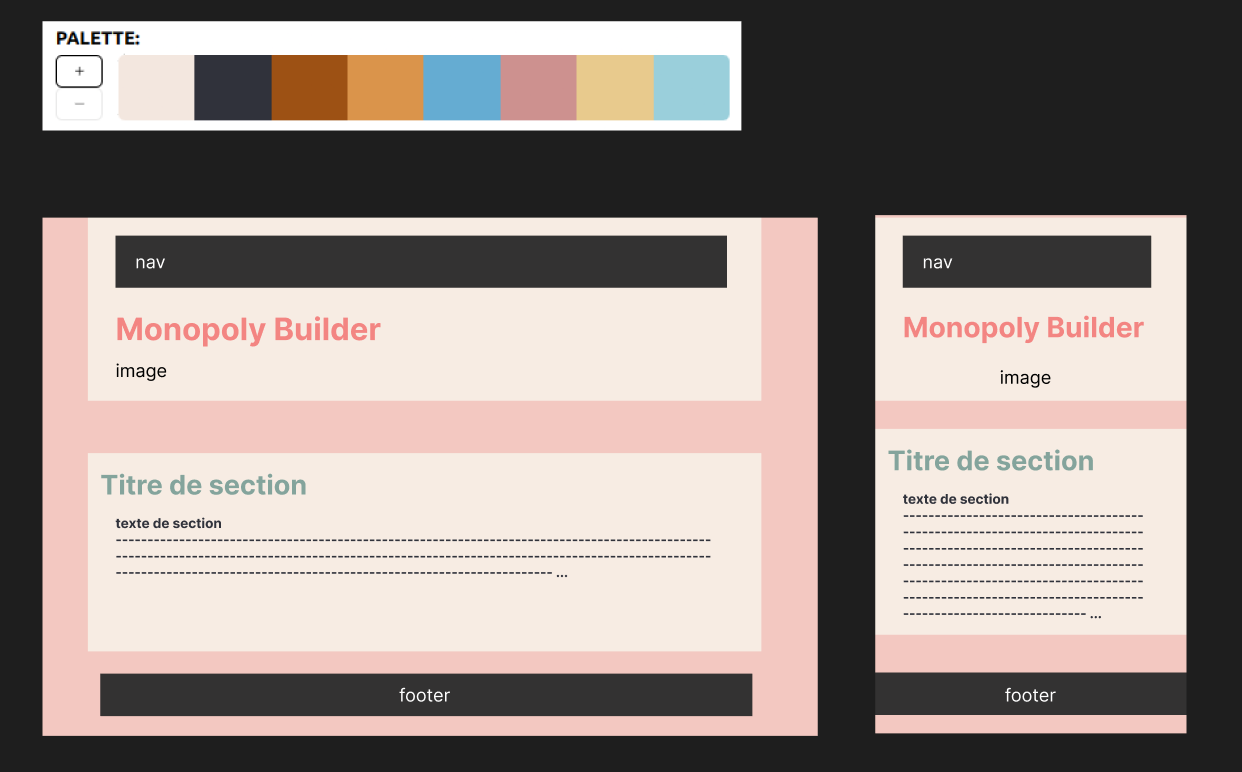 PALETTE:
+
−
nav
Monopoly Builder
image
Titre de section
texte de section
---------------------------------------------------------------------------------------------
---------------------------------------------------------------------------------------------
-------------------------------------------------------------------- ...
footer
nav
Monopoly Builder
image
Titre de section
texte de section
-------------------------------------
-------------------------------------
-------------------------------------
-------------------------------------
-------------------------------------
-------------------------------------
---------------------------- ...
footer